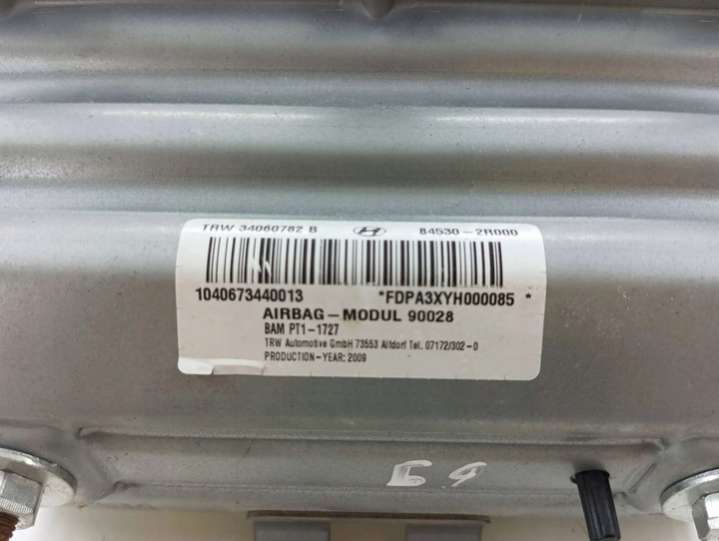 TRW 34060782 B 84530-2R000
1040673440013 *FDPA3XYH000085 *
AIRBAG-MODUL 90028
BAM PT1-1727
TRW Automotive GmbH 73553 Alfdorf Tel. 07172/302-0
PRODUCTION-YEAR: 2009